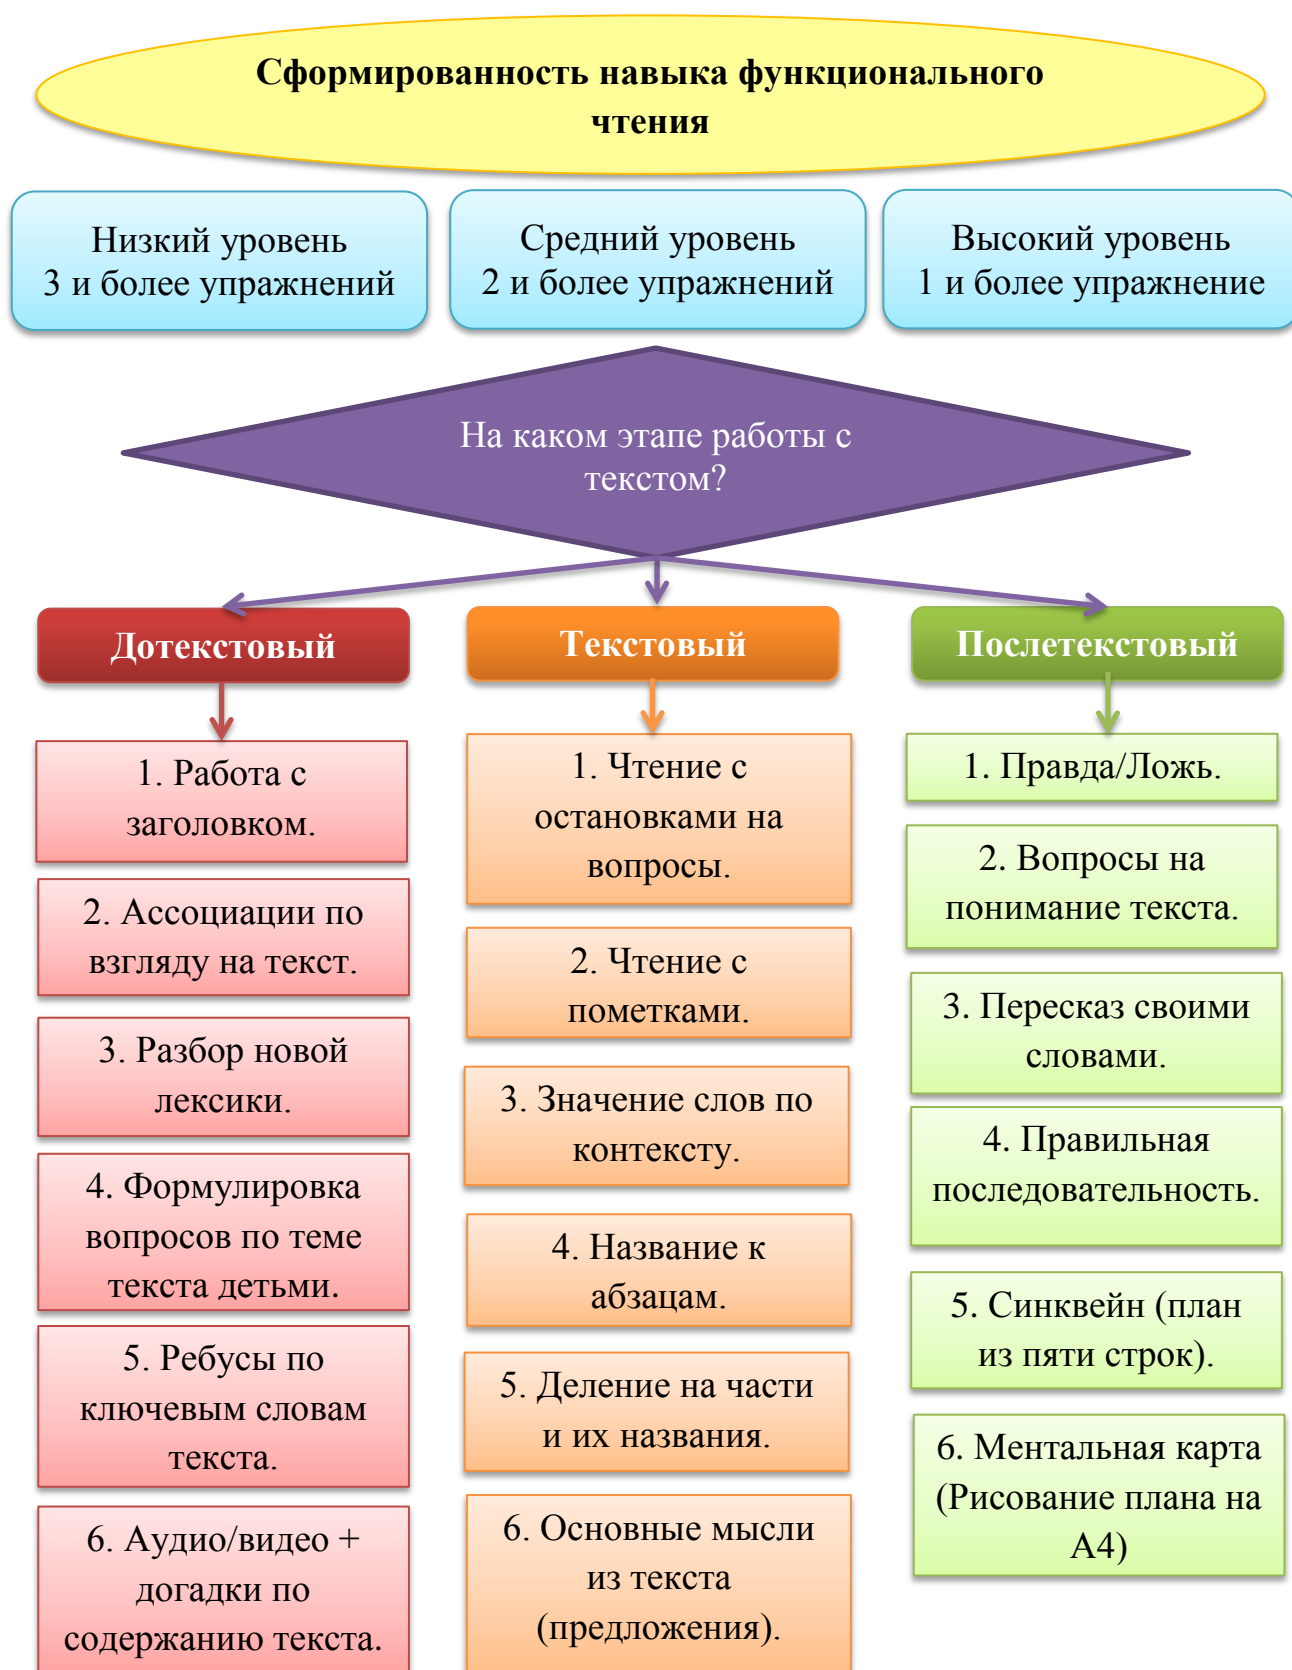 Сформированность навыка функционального
чтения
Низкий уровень
3 и более упражнений
Средний уровень
2 и более упражнений
Высокий уровень
1 и более упражнение
На каком этапе работы с
текстом?
Дотекстовый
1. Работа с
заголовком.
2. Ассоциации по
взгляду на текст.
3. Разбор новой
лексики.
4. Формулировка
вопросов по теме
текста детьми.
5. Ребусы по
ключевым словам
текста.
6. Аудио/видео +
догадки по
содержанию текста.
Текстовый
1. Чтение с
остановками на
вопросы.
2. Чтение с
пометками.
3. Значение слов по
контексту.
4. Название к
абзацам.
5. Деление на части
и их названия.
6. Основные мысли
из текста
(предложения).
Послетекстовый
1. Правда/Ложь.
2. Вопросы на
понимание текста.
3. Пересказ своими
словами.
4. Правильная
последовательность.
5. Синквейн (план
из пяти строк).
6. Ментальная карта
(Рисование плана на
А4)